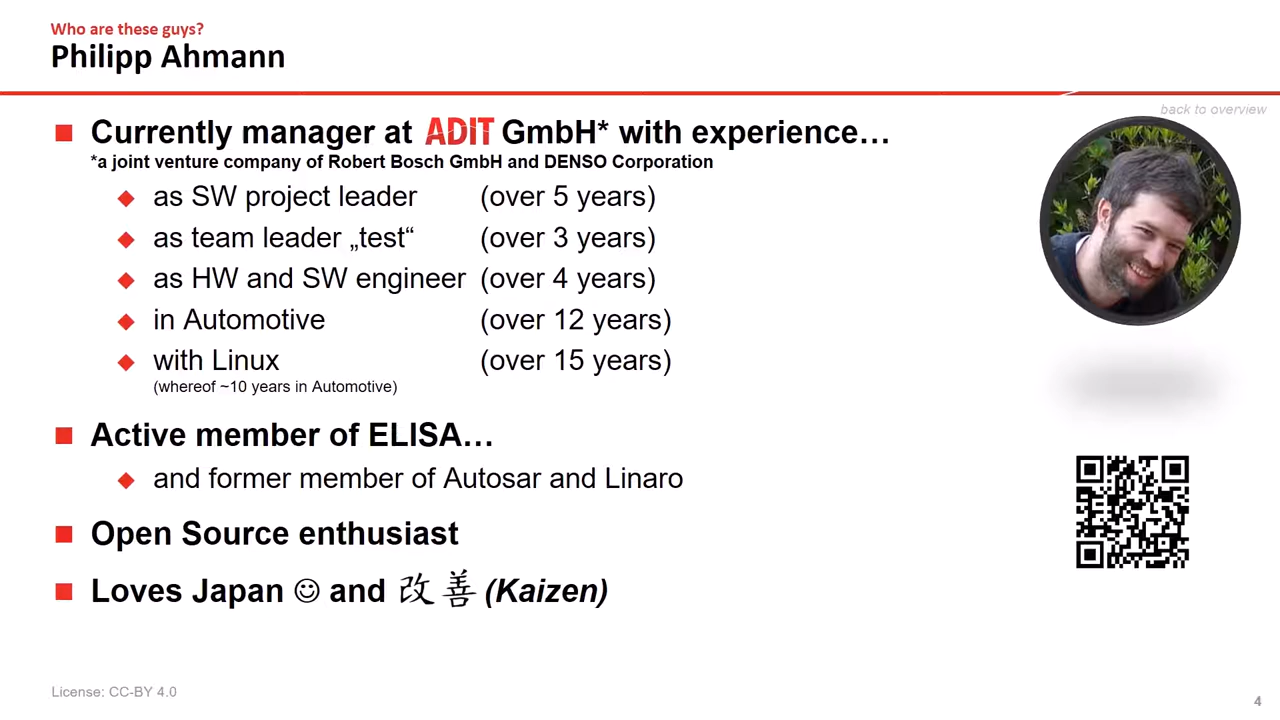 Who are these guys?
Philipp Ahmann
back to overview
■ Currently manager at ADIT GmbH* with experience…
*a joint venture company of Robert Bosch GmbH and DENSO Corporation
◆ as SW project leader (over 5 years)
◆ as team leader „test“ (over 3 years)
◆ as HW and SW engineer (over 4 years)
◆ in Automotive (over 12 years)
◆ with Linux (over 15 years)
(whereof ~10 years in Automotive)
■ Active member of ELISA…
◆ and former member of Autosar and Linaro
■ Open Source enthusiast
■ Loves Japan ☺ and 改善 (Kaizen)
License: CC-BY 4.0
4